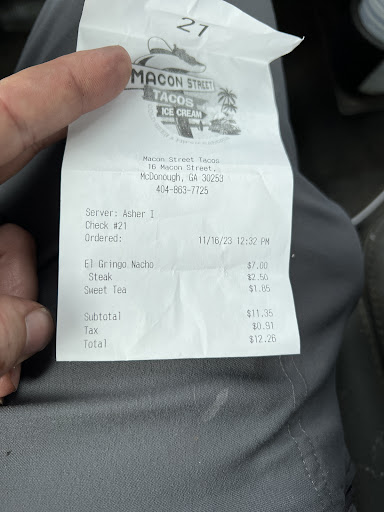 21
MACON STREET
TACOS
ICE CREAM
Macon Street Tacos
16 Macon Street.
McDonough, GA 30253
404-863-7725
Server: Asher I
Check #21
Ordered: 11/16/23 12:32 PM
El Gringo Nacho $7.00
Steak $2.50
Sweet Tea $1.85
Subtotal $11.35
Tax $0.91
Total $12.26